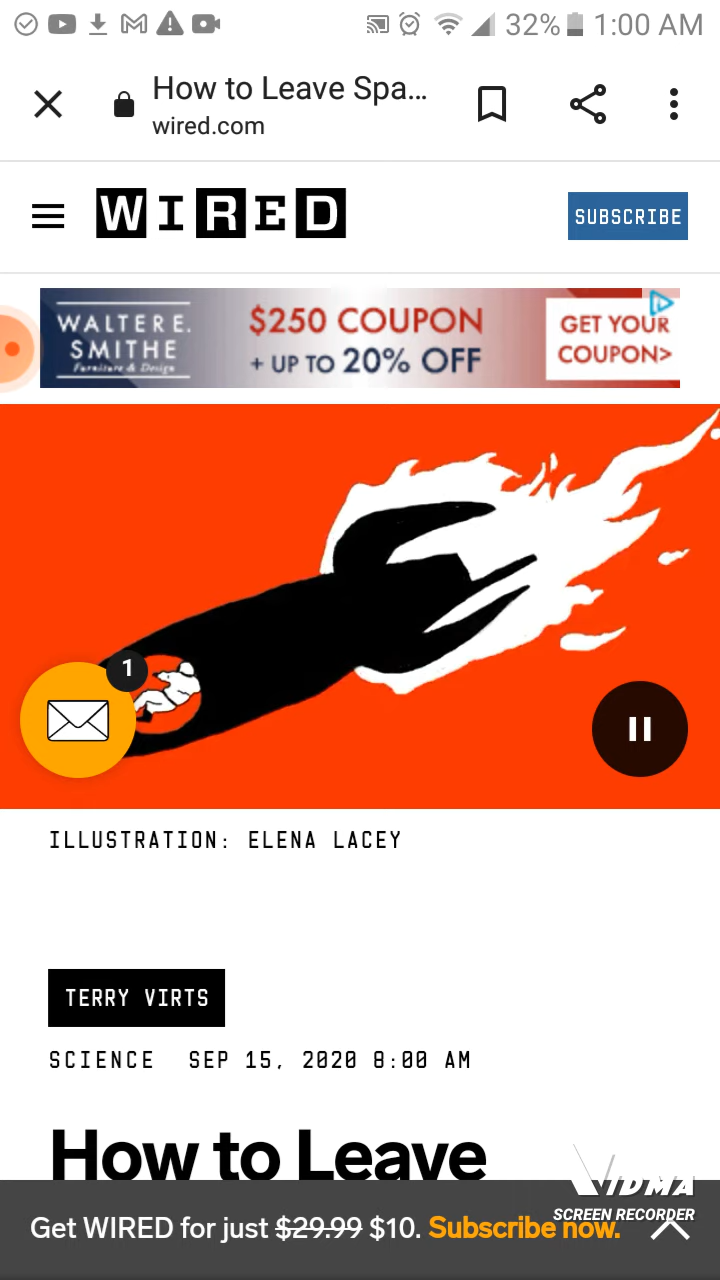 32% 1:00 AM
How to Leave Spa...
wired.com
WIRED
SUBSCRIBE
WALTER E.
SMITHE
Furniture & Design
$250 COUPON
+ UP TO 20% OFF
GET YOUR
COUPON>
1
ILLUSTRATION: ELENA LACEY
TERRY VIRTS
SCIENCE SEP 15, 2020 8:00 AM
How to Leave
VIDMA
SCREEN RECORDER
Get WIRED for just $29.99 $10. Subscribe now.